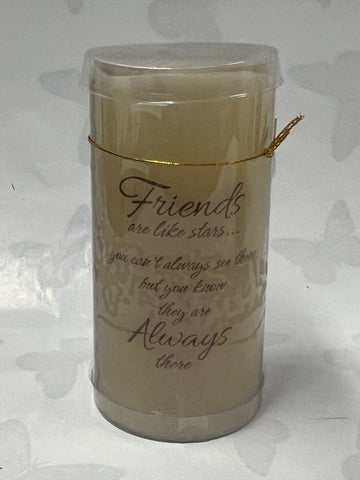 Friends
are like stars...
you can't always see them
but you know
they are
Always
there